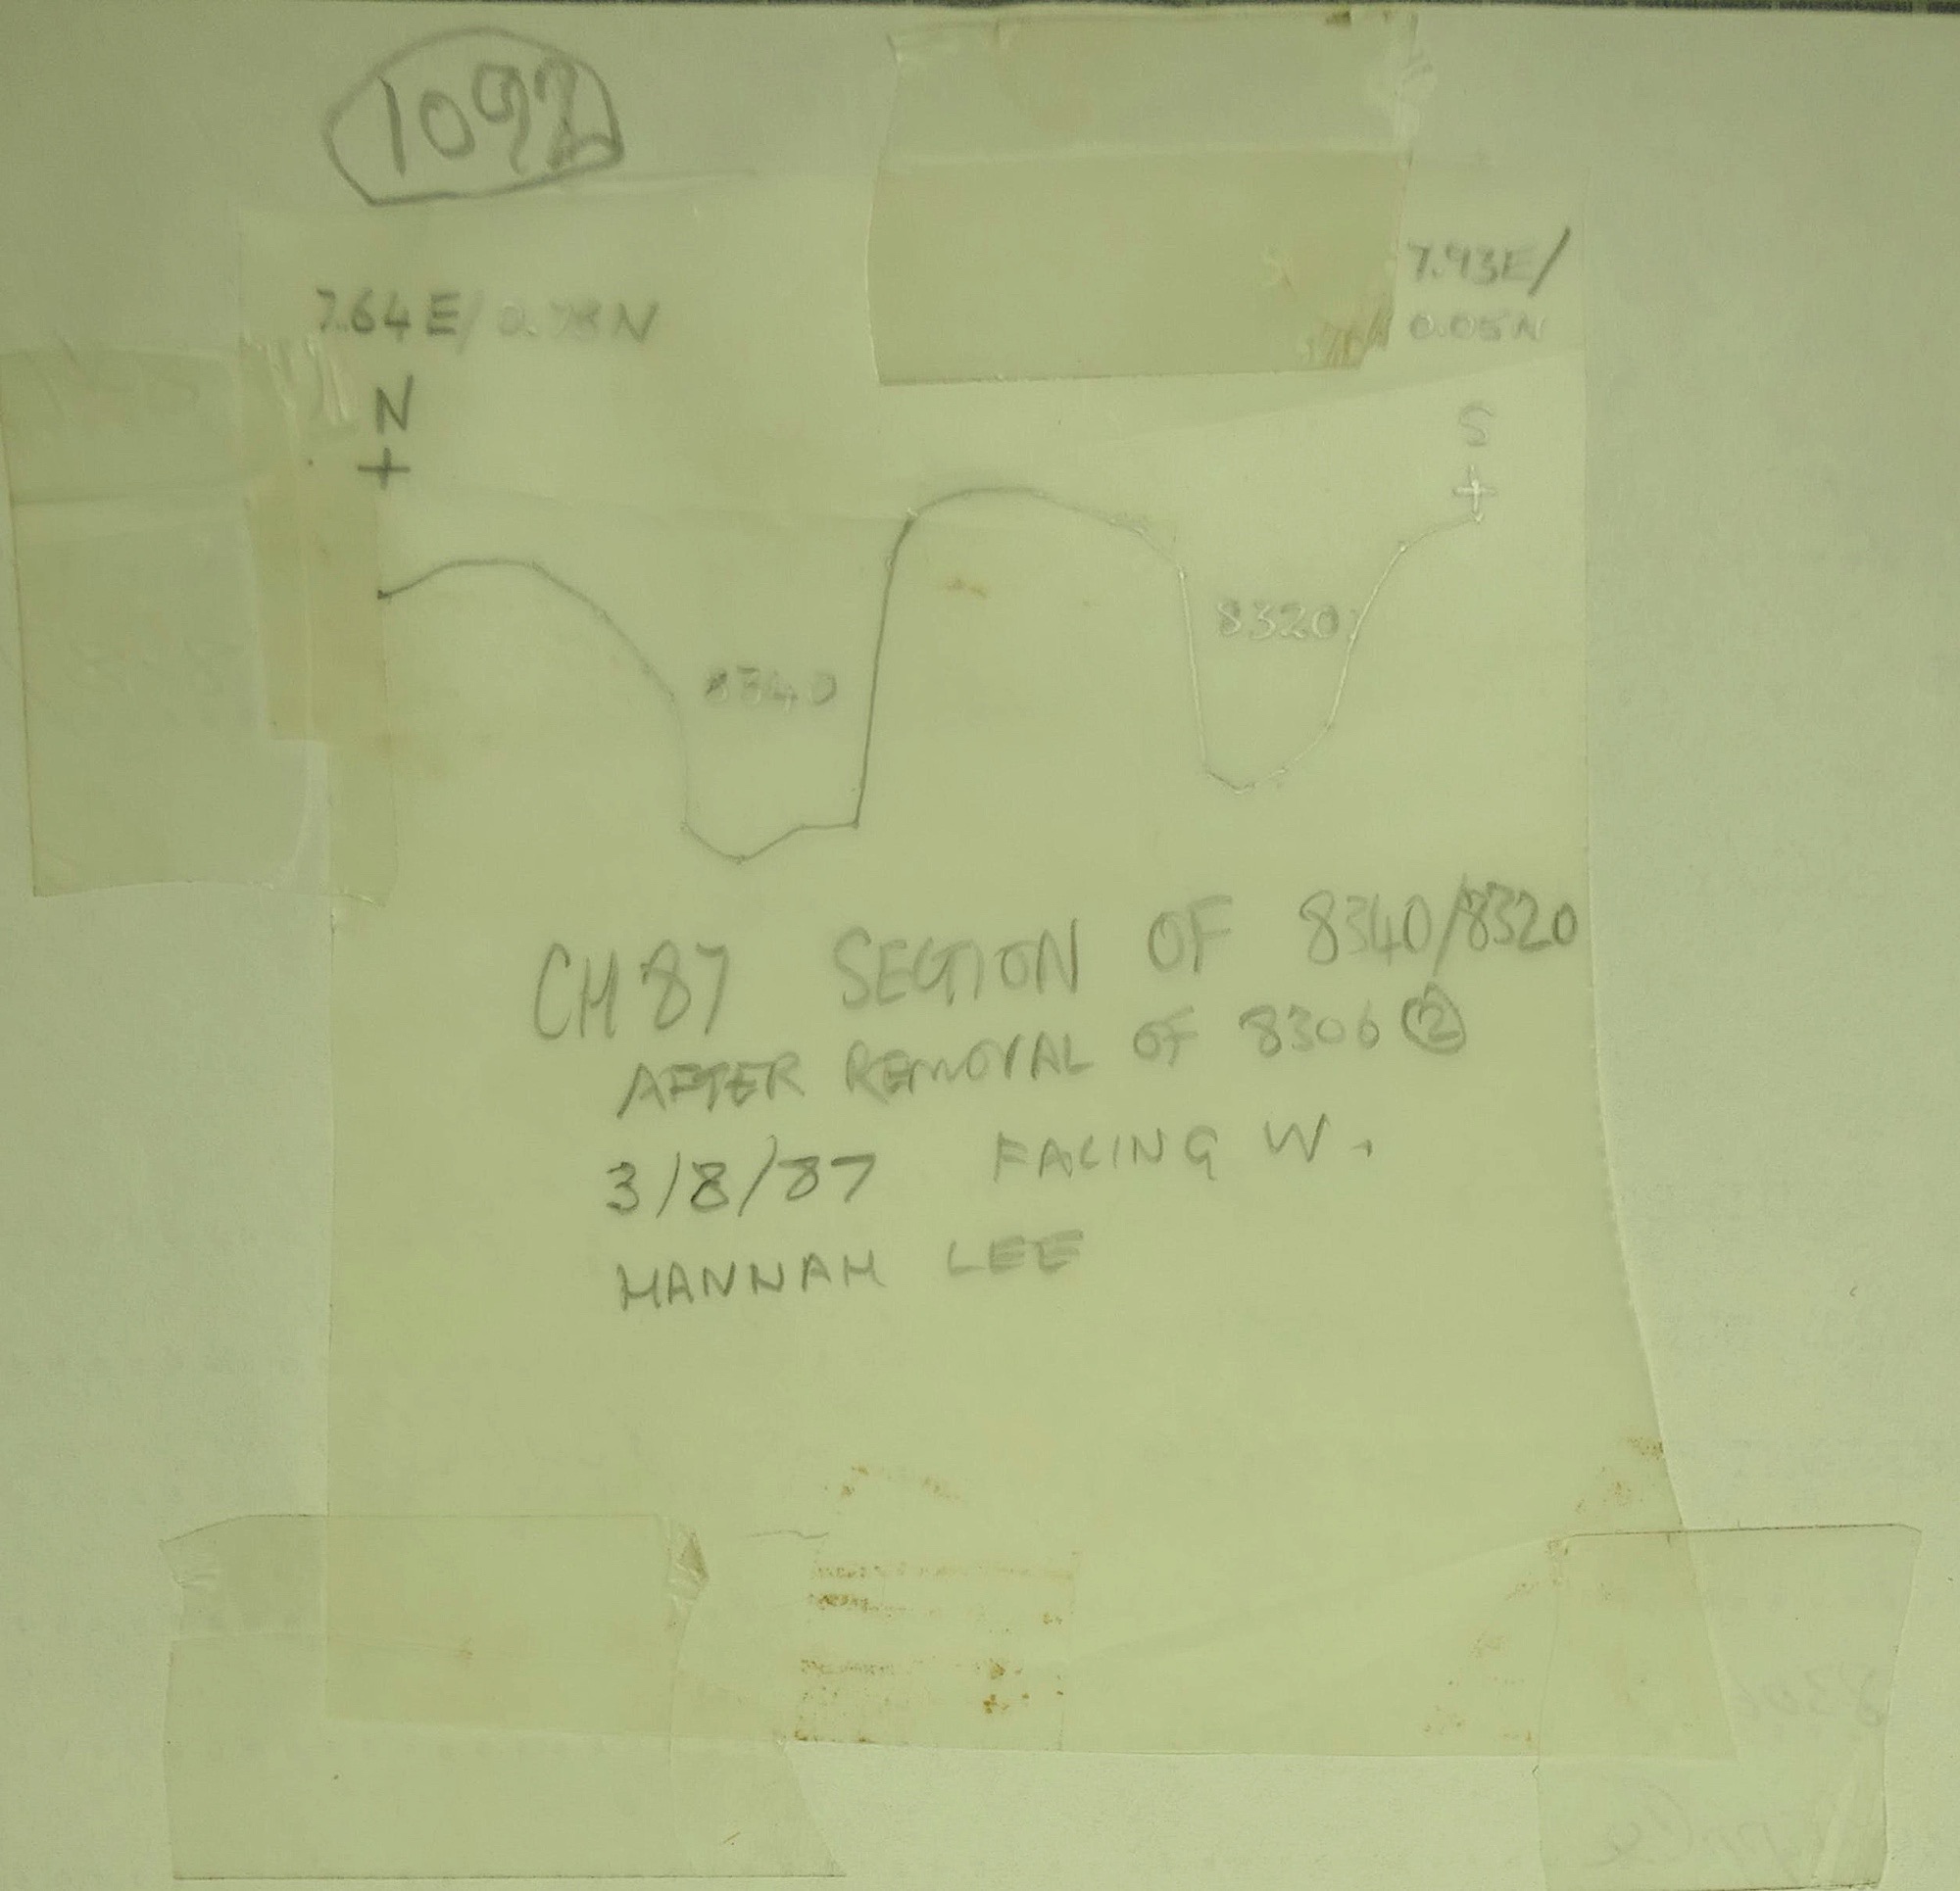 1092
7.64E/0.78N
7.93E/
0.05N
N
S
8320
8340
CH 87 SECTION OF 8340/8320
AFTER REMOVAL OF 8306 ②
3/8/87 FACING W.
HANNAH LEE